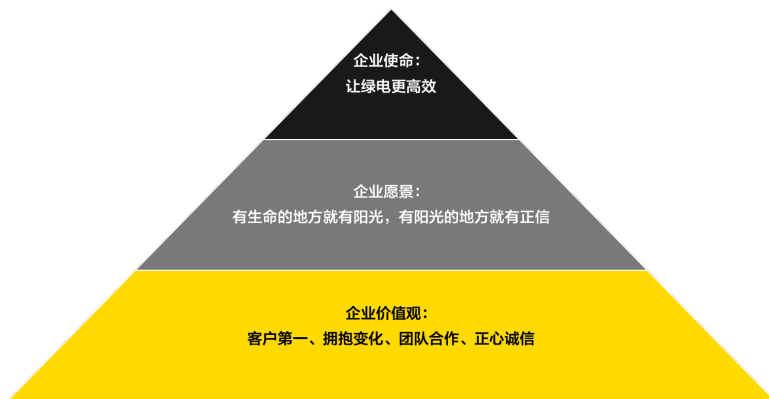 企业使命：
让绿电更高效
企业愿景：
有生命的地方就有阳光，有阳光的地方就有正信
企业价值观：
客户第一、拥抱变化、团队合作、正心诚信